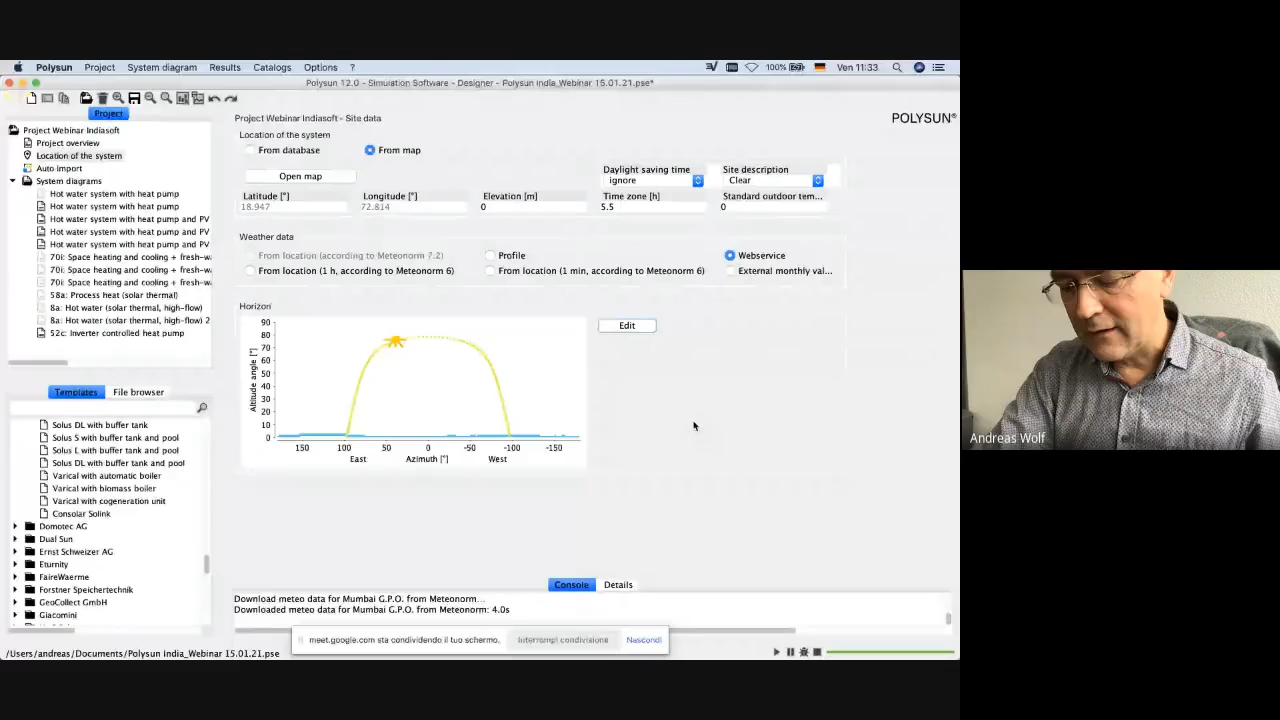 Polysun Project System diagram Results Catalogs Options ? 100% Ven 11:33
Polysun 12.0 - Simulation Software - Designer - Polysun India_Webinar 15.01.21.pse*
Project
Project Webinar Indiasoft
Project overview
Location of the system
Auto import
System diagrams
Hot water system with heat pump
Hot water system with heat pump
Hot water system with heat pump and PV
Hot water system with heat pump and PV
Hot water system with heat pump and PV
70i: Space heating and cooling + fresh-wa
70i: Space heating and cooling + fresh-wa
70i: Space heating and cooling + fresh-wa
58a: Process heat (solar thermal)
8a: Hot water (solar thermal, high-flow)
8a: Hot water (solar thermal, high-flow) 2
52c: Inverter controlled heat pump
Templates File browser
Solus DL with buffer tank
Solus S with buffer tank and pool
Solus L with buffer tank and pool
Solus DL with buffer tank and pool
Varical with automatic boiler
Varical with biomass boiler
Varical with cogeneration unit
Consolar Solink
Domotec AG
Dual Sun
Ernst Schweizer AG
Eturnity
FaireWaerme
Forstner Speichertechnik
GeoCollect GmbH
Giacomini
/Users/andreas/Documents/Polysun India_Webinar 15.01.21.pse
Project Webinar Indiasoft - Site data
POLYSUN®
Location of the system
From database From map
Open map
Daylight saving time Site description
ignore Clear
Latitude [°] Longitude [°] Elevation [m] Time zone [h] Standard outdoor tem...
18.947 72.814 0 5.5 0
Weather data
From location (according to Meteonorm 7.2) Profile Webservice
From location (1 h, according to Meteonorm 6) From location (1 min, according to Meteonorm 6) External monthly val...
Horizon
Edit
Altitude angle [°]
90
80
70
60
50
40
30
20
10
0
150 100 50 0 -50 -100 -150
East Azimuth [°] West
Console Details
Download meteo data for Mumbai G.P.O. from Meteonorm...
Downloaded meteo data for Mumbai G.P.O. from Meteonorm: 4.0s
meet.google.com sta condividendo il tuo schermo. Interrompi condivisione Nascondi
Andreas Wolf